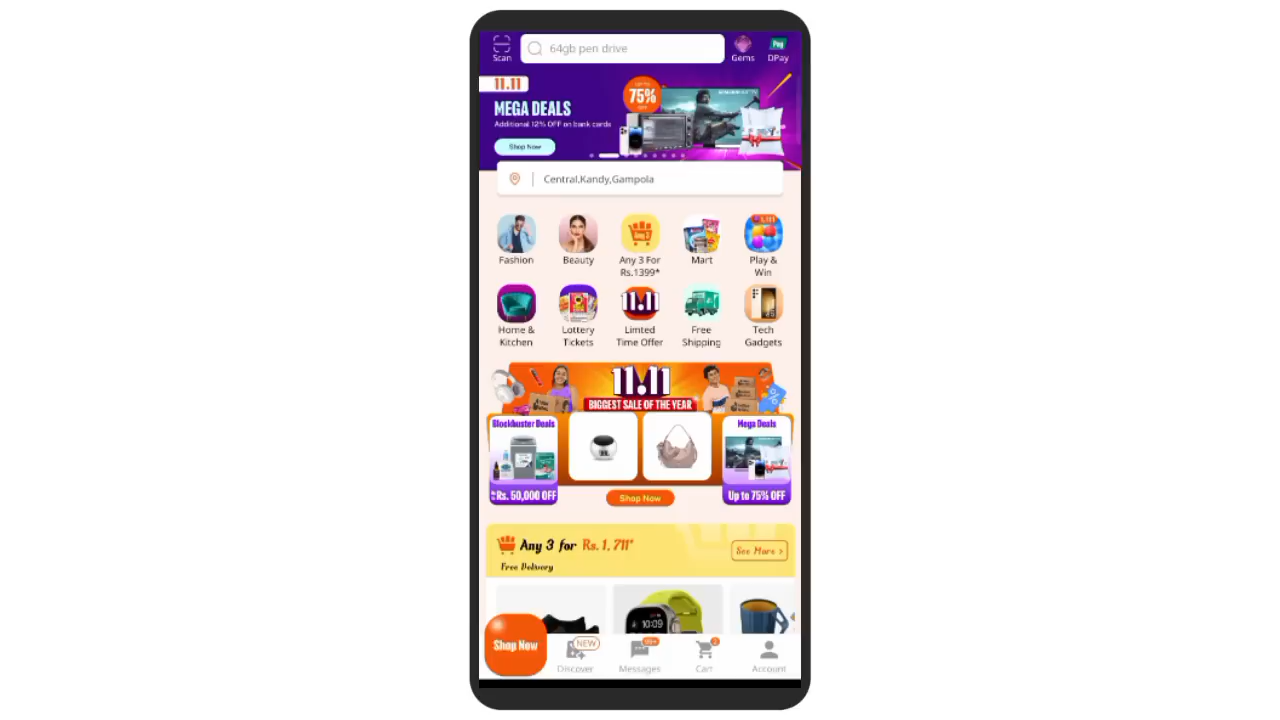 64gb pen drive
Scan
Gems
Pay
DPay
11.11
MEGA DEALS
75%
Additional 12% OFF on bank cards
Shop Now
Central,Kandy,Gampola
Fashion
Beauty
Any 3 For
Rs.1399*
Mart
Play &
Win
Home &
Kitchen
Lottery
Tickets
11.11
Limted
Time Offer
Free
Shipping
Tech
Gadgets
11.11
BIGGEST SALE OF THE YEAR
Blockbuster Deals
Mega Deals
Rs. 50,000 OFF
Shop Now
Up to 75% OFF
Any 3 for Rs. 1,711*
See More >
Free Delivery
10:09
Shop Now
NEW
99+
2
Discover
Messages
Cart
Account